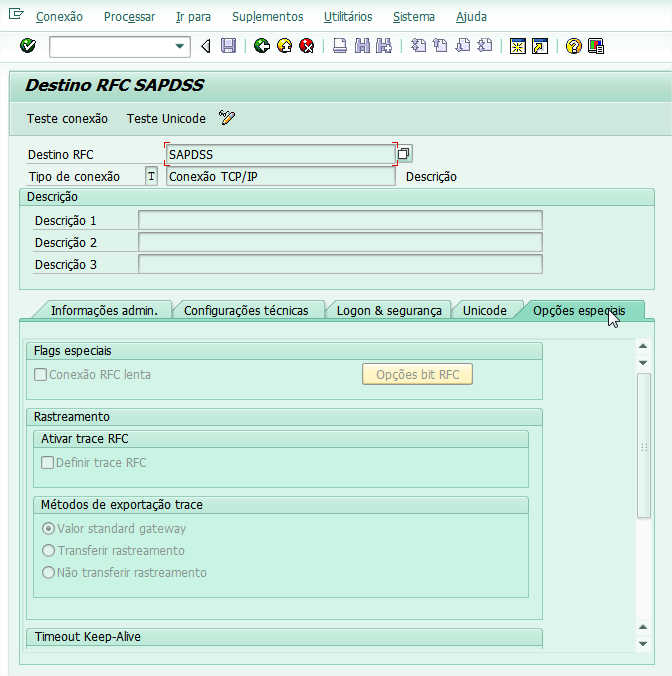 Conexão Processar Ir para Suplementos Utilitários Sistema Ajuda
Destino RFC SAPDSS
Teste conexão Teste Unicode
Destino RFC SAPDSS
Tipo de conexão T Conexão TCP/IP Descrição
Descrição
Descrição 1
Descrição 2
Descrição 3
Informações admin. Configurações técnicas Logon & segurança Unicode Opções especiais
Flags especiais
Conexão RFC lenta Opções bit RFC
Rastreamento
Ativar trace RFC
Definir trace RFC
Métodos de exportação trace
Valor standard gateway
Transferir rastreamento
Não transferir rastreamento
Timeout Keep-Alive